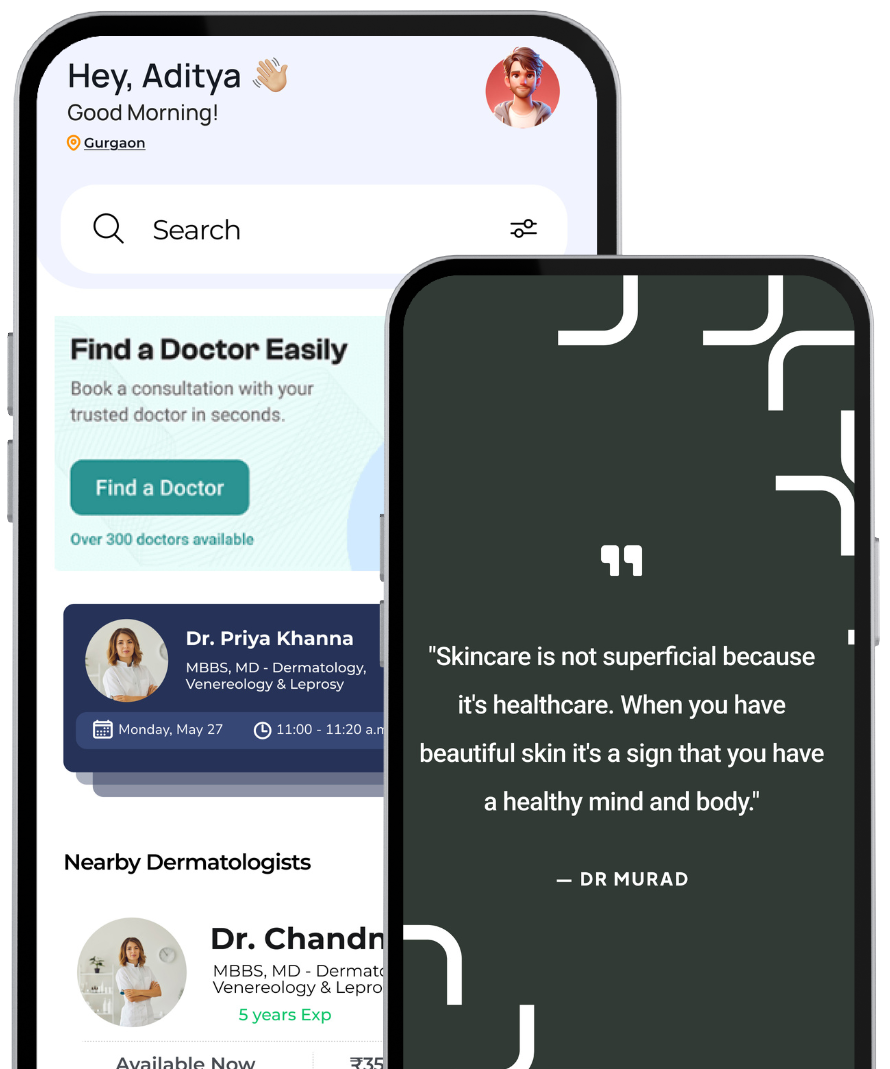 Hey, Aditya 👋🏼
Good Morning!
Gurgaon
Search
Find a Doctor Easily
Book a consultation with your
trusted doctor in seconds.
Find a Doctor
Over 300 doctors available
Dr. Priya Khanna
MBBS, MD - Dermatology,
Venereology & Leprosy
Monday, May 27
11:00 - 11:20 a.m
Nearby Dermatologists
Dr. Chandn
MBBS, MD - Dermato
Venereology & Lepro
5 years Exp
Available Now
₹35
"Skincare is not superficial because
it's healthcare. When you have
beautiful skin it's a sign that you have
a healthy mind and body."
— DR MURAD